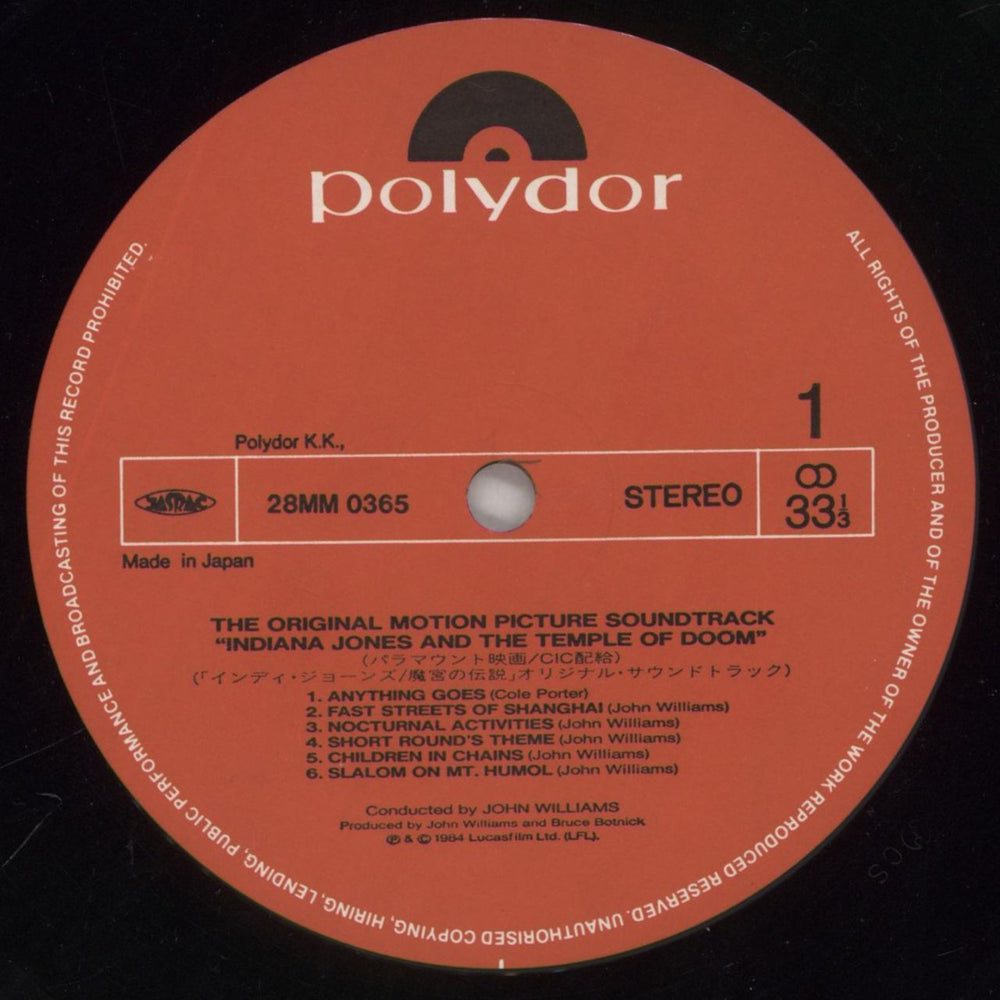 polydor
PUBLIC PERFORMANCE AND BROADCASTING OF THIS RECORD PROHIBITED.
ALL RIGHTS OF THE PRODUCER AND OF THE OWNER OF THE WORK REPRODUCED RESERVED. UNAUTHORISED COPYING, HIRING, LENDING,
1
Polydor K.K.,
JASRAC
28MM 0365
STEREO
33 1/3
Made in Japan
THE ORIGINAL MOTION PICTURE SOUNDTRACK
“INDIANA JONES AND THE TEMPLE OF DOOM”
(パラマウント映画/CIC配給)
(「インディ・ジョーンズ/魔宮の伝説」オリジナル・サウンドトラック)
1. ANYTHING GOES (Cole Porter)
2. FAST STREETS OF SHANGHAI (John Williams)
3. NOCTURNAL ACTIVITIES (John Williams)
4. SHORT ROUND'S THEME (John Williams)
5. CHILDREN IN CHAINS (John Williams)
6. SLALOM ON MT. HUMOL (John Williams)
Conducted by JOHN WILLIAMS
Produced by John Williams and Bruce Botnick
℗ & © 1984 Lucasfilm Ltd. (LFL).